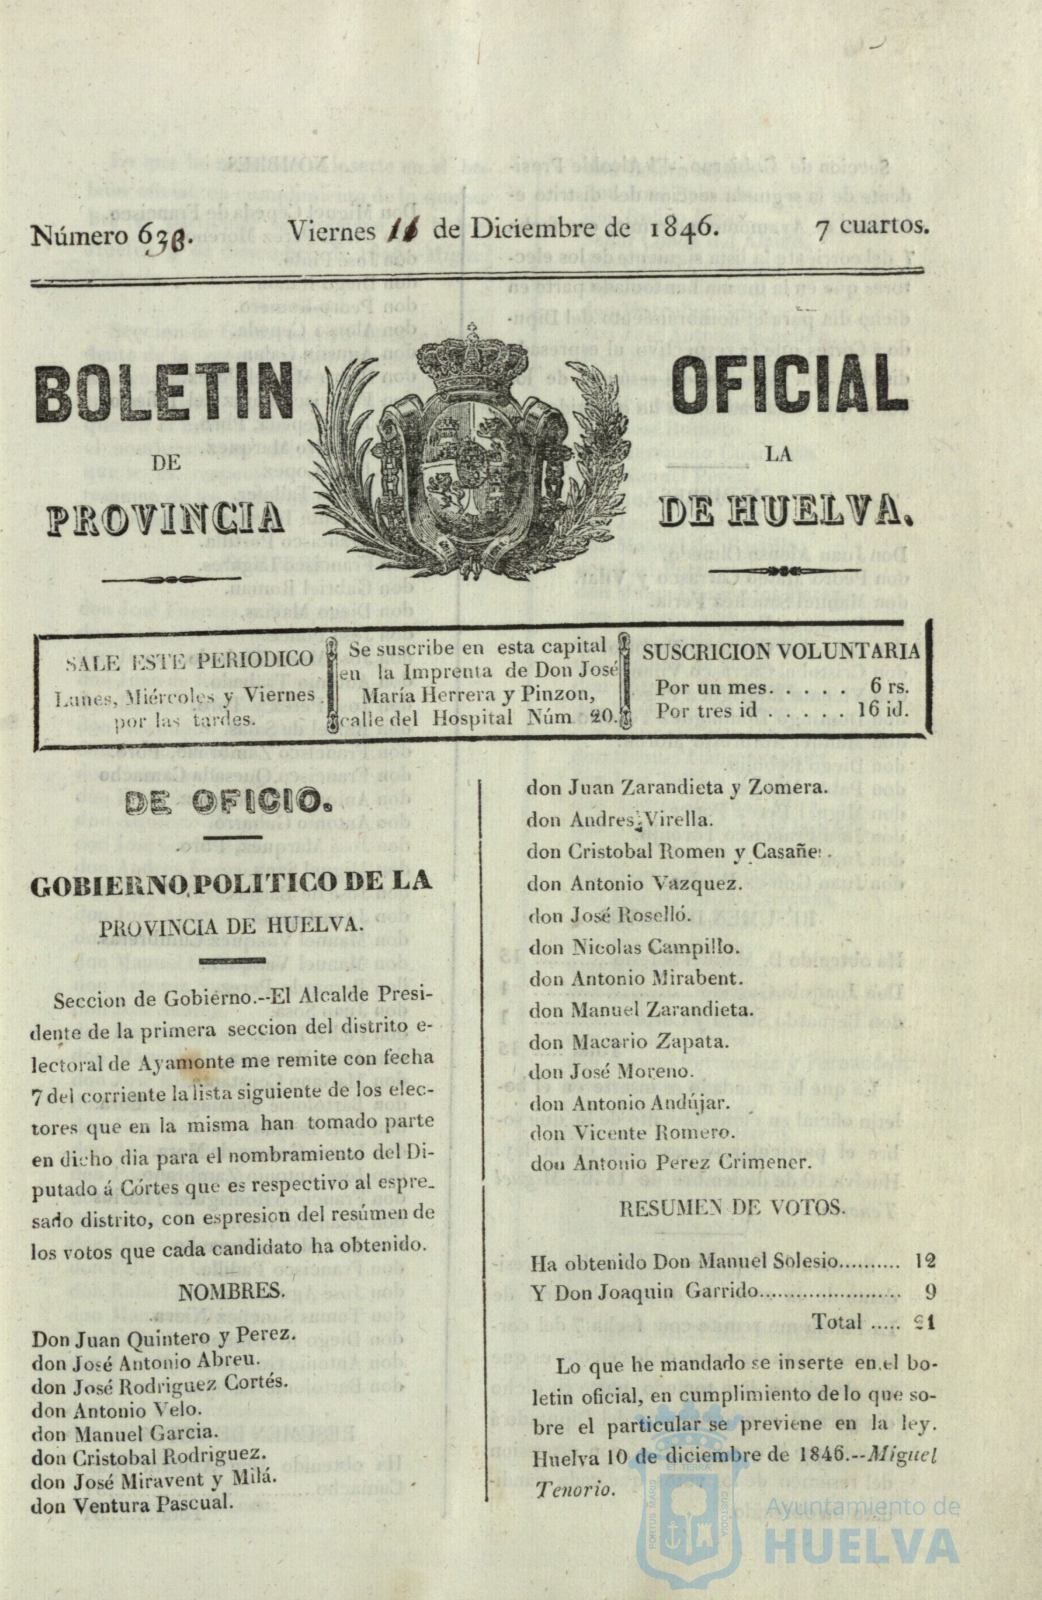 Viernes 11 de Diciembre de 1846.
7 cuartos.
BOLETIN OFICIAL
DE LA
PROVINCIA DE HUELVA.
SALE ESTE PERIODICO
Lunes, Miércoles y Viernes
por las tardes.
Se suscribe en esta capital
en la Imprenta de Don José
María Herrera y Pinzon,
calle del Hospital Núm 20.
SUSCRICION VOLUNTARIA
Por un mes. . . . . 6 rs.
Por tres id . . . . . 16 id.
DE OFICIO.
GOBIERNO POLITICO DE LA
PROVINCIA DE HUELVA.
Seccion de Gobierno.--El Alcalde Presi-
dente de la primera seccion del distrito e-
lectoral de Ayamonte me remite con fecha
7 del corriente la lista siguiente de los elec-
tores que en la misma han tomado parte
en dicho dia para el nombramiento del Di-
putado á Córtes que es respectivo al espre-
sado distrito, con espresion del resúmen de
los votos que cada candidato ha obtenido.
NOMBRES.
Don Juan Quintero y Perez.
don José Antonio Abreu.
don José Rodriguez Cortés.
don Antonio Velo.
don Manuel Garcia.
don Cristobal Rodriguez.
don José Miravent y Milá.
don Ventura Pascual.
don Juan Zarandieta y Zomera.
don Andres Virella.
don Cristobal Romen y
don Antonio Vazquez.
don José Roselló.
don Nicolas Campillo.
don Antonio Mirabent.
don Manuel Zarandieta.
don Macario Zapata.
don José Moreno.
don Antonio Andújar.
don Vicente Romero.
don Antonio Perez Crimener.
RESUMEN DE VOTOS.
Ha obtenido Don Manuel Solesio.......... 12
Y Don Joaquin Garrido...................... 9
Total ..... 21
Lo que he mandado se inserte en el bo-
letin oficial, en cumplimiento de lo que so-
bre el particular se previene en la ley.
Huelva 10 de diciembre de 1846.--Miguel
Tenorio.
PORTUS MARIS
CUSTODIA
Ayuntamiento de
HUELVA